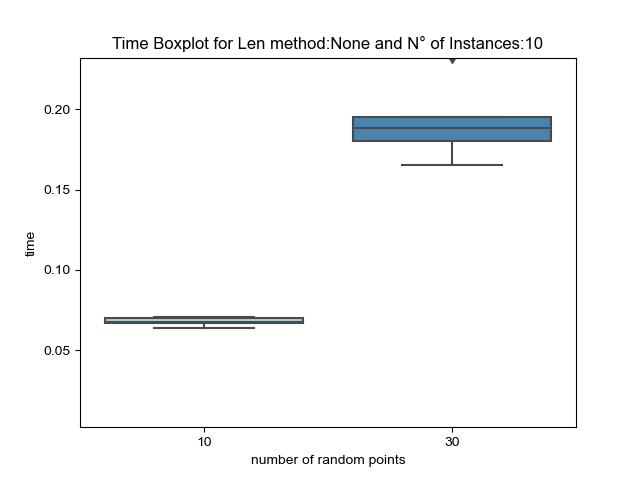 Time Boxplot for Len method:None and N° of Instances:10
0.20
0.15
0.10
0.05
time
10 30
number of random points